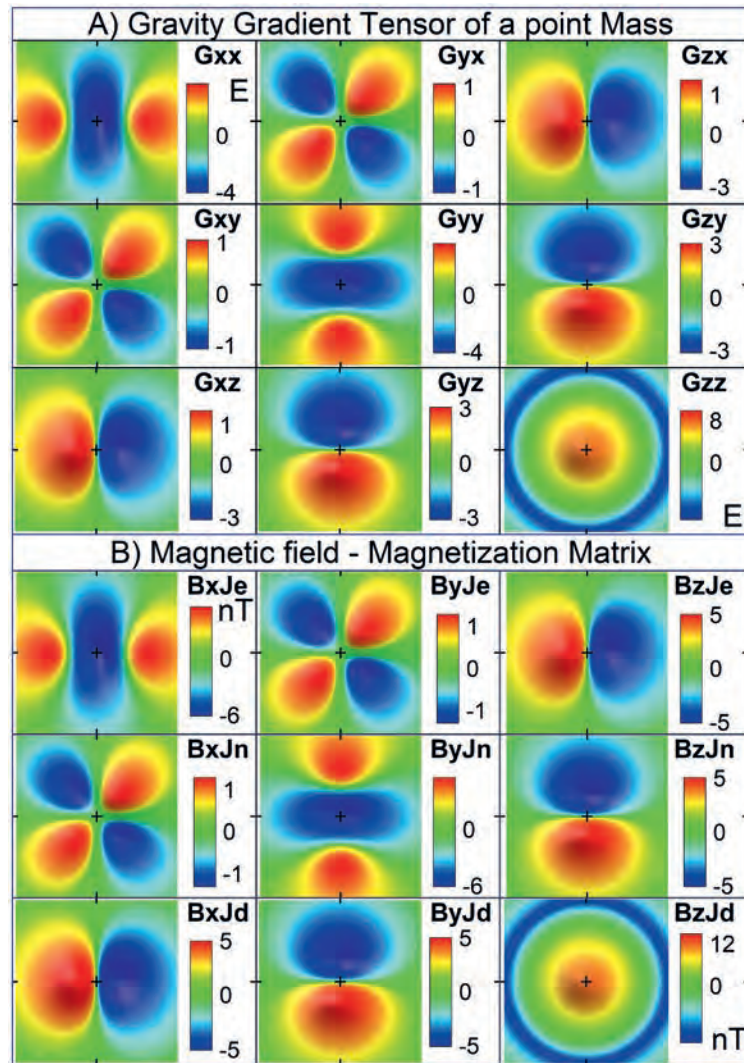 A) Gravity Gradient Tensor of a point Mass
Gxx
E
0
-4
Gyx
1
0
-1
Gzx
1
0
-3
Gxy
1
0
-1
Gyy
0
-4
Gzy
3
0
-3
Gxz
1
0
-3
Gyz
3
0
-3
Gzz
8
0
E
B) Magnetic field - Magnetization Matrix
BxJe
nT
0
-6
ByJe
1
0
-1
BzJe
5
0
-5
BxJn
1
0
-1
ByJn
0
-6
BzJn
5
0
-5
BxJd
5
0
-5
ByJd
5
0
-5
BzJd
12
0
nT